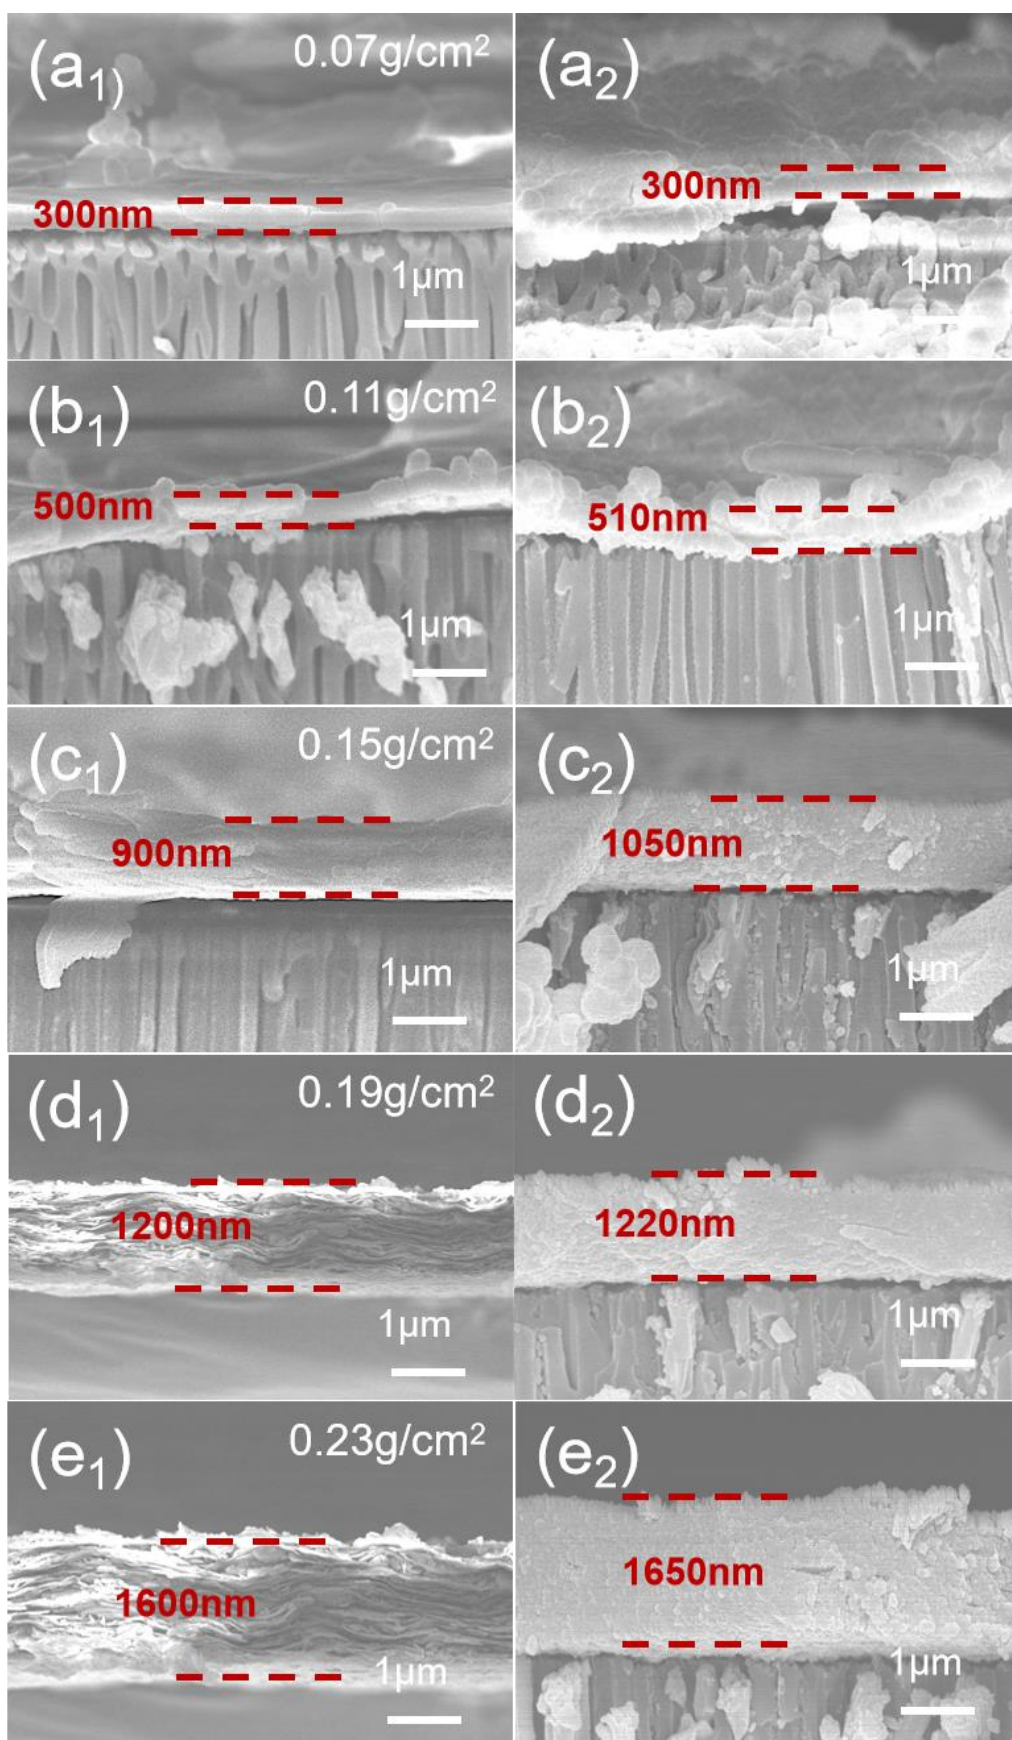 (a₁) 0.07g/cm² (a₂)
300nm 300nm
1μm 1μm
(b₁) 0.11g/cm² (b₂)
500nm 510nm
1μm 1μm
(c₁) 0.15g/cm² (c₂)
900nm 1050nm
1μm 1μm
(d₁) 0.19g/cm² (d₂)
1200nm 1220nm
1μm 1μm
(e₁) 0.23g/cm² (e₂)
1600nm 1650nm
1μm 1μm